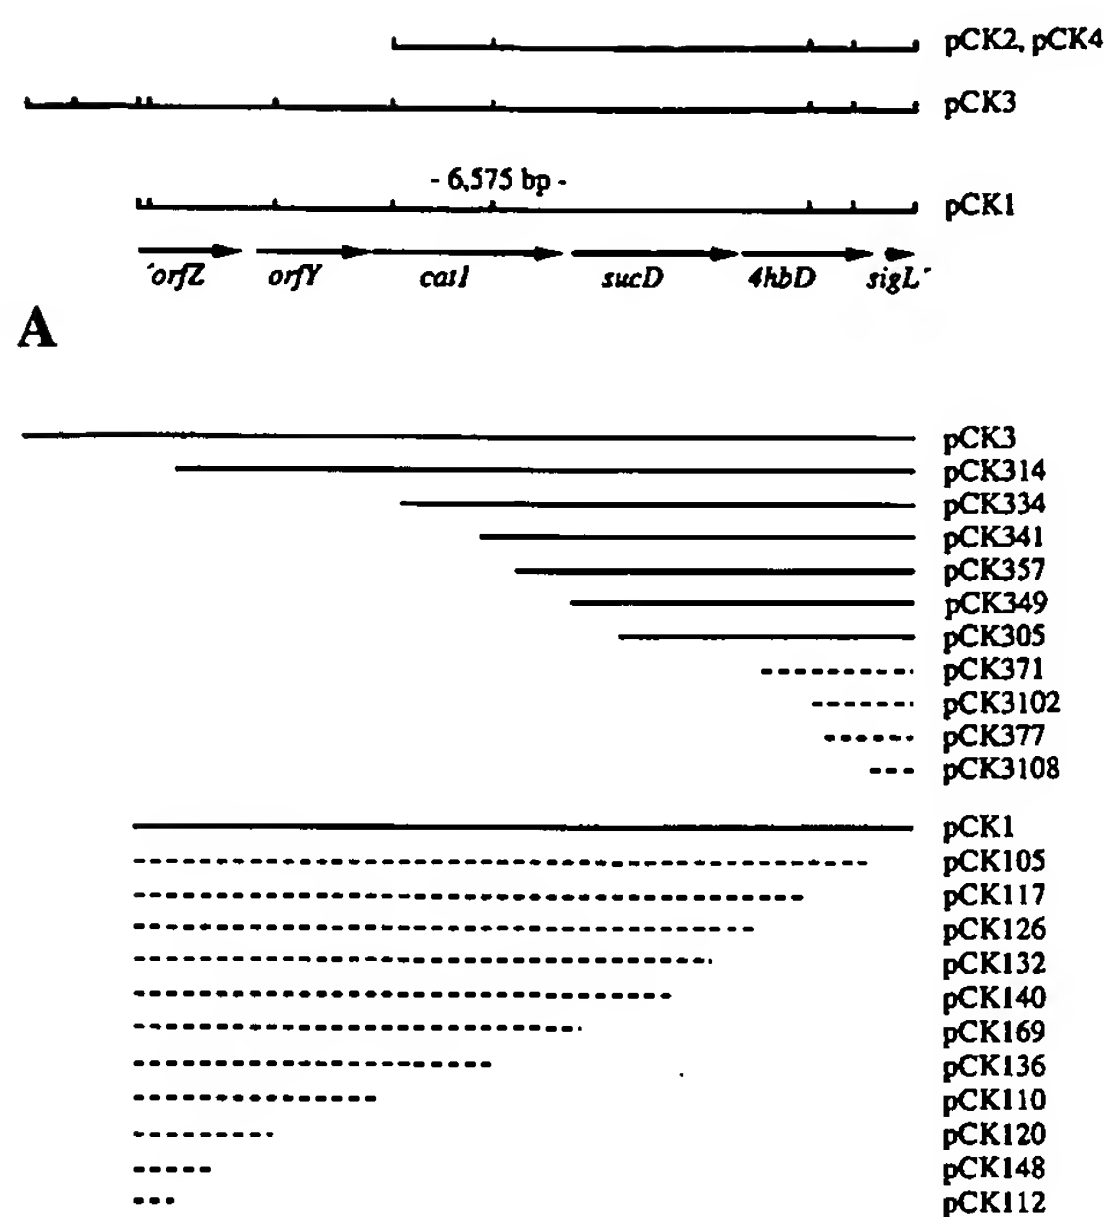 pCK2, pCK4
pCK3
- 6,575 bp -
pCK1
'orfZ orfY cat1 sucD 4hbD sigL'
A
pCK3
pCK314
pCK334
pCK341
pCK357
pCK349
pCK305
pCK371
pCK3102
pCK377
pCK3108
pCK1
pCK105
pCK117
pCK126
pCK132
pCK140
pCK169
pCK136
pCK110
pCK120
pCK148
pCK112